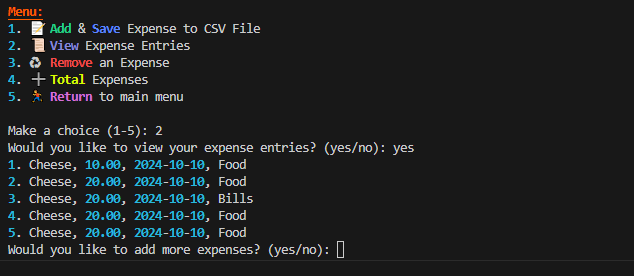 Menu:
1. 📝 Add & Save Expense to CSV File
2. 📜 View Expense Entries
3. ♻ Remove an Expense
4. ➕ Total Expenses
5. 🏃 Return to main menu
Make a choice (1-5): 2
Would you like to view your expense entries? (yes/no): yes
1. Cheese, 10.00, 2024-10-10, Food
2. Cheese, 20.00, 2024-10-10, Food
3. Cheese, 20.00, 2024-10-10, Bills
4. Cheese, 20.00, 2024-10-10, Food
5. Cheese, 20.00, 2024-10-10, Food
Would you like to add more expenses? (yes/no):